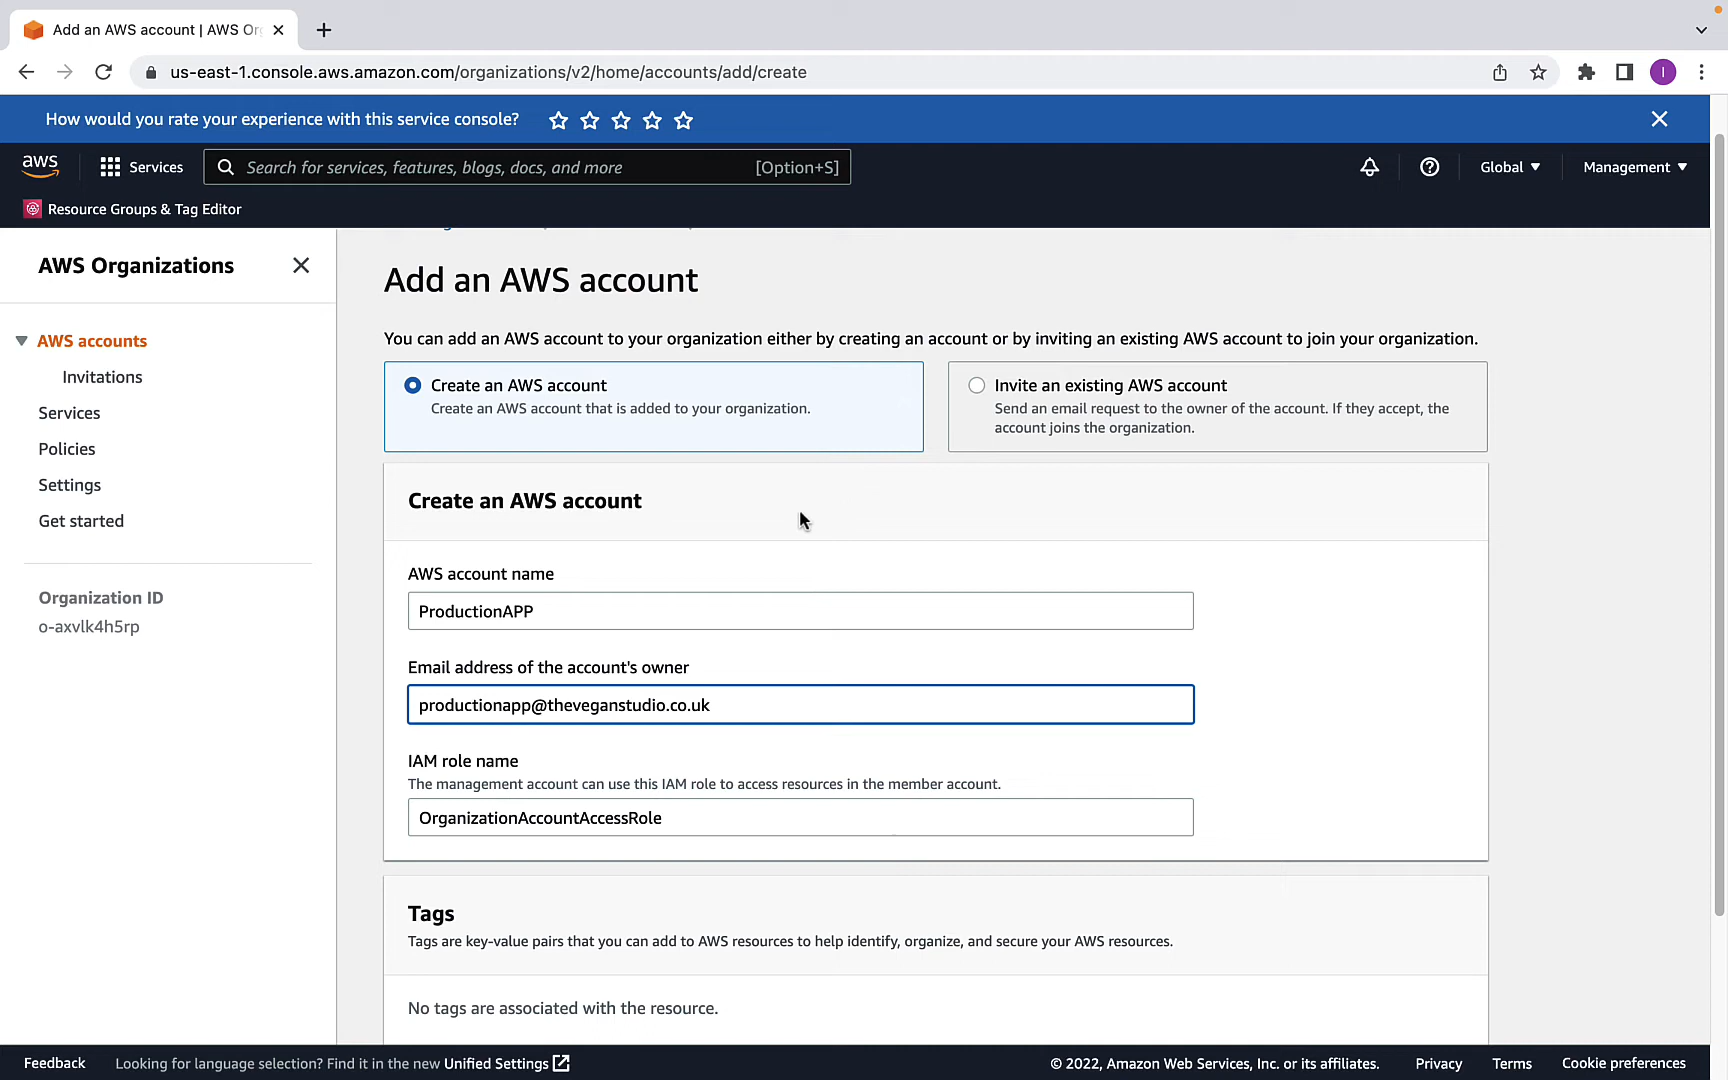 Add an AWS account | AWS Or
us-east-1.console.aws.amazon.com/organizations/v2/home/accounts/add/create
I
How would you rate your experience with this service console?
aws
Services
Search for services, features, blogs, docs, and more
[Option+S]
Global
Management
Resource Groups & Tag Editor
AWS Organizations
AWS accounts
Invitations
Services
Policies
Settings
Get started
Organization ID
o-axvlk4h5rp
Add an AWS account
You can add an AWS account to your organization either by creating an account or by inviting an existing AWS account to join your organization.
Create an AWS account
Create an AWS account that is added to your organization.
Invite an existing AWS account
Send an email request to the owner of the account. If they accept, the
account joins the organization.
Create an AWS account
AWS account name
ProductionAPP
Email address of the account's owner
productionapp@theveganstudio.co.uk
IAM role name
The management account can use this IAM role to access resources in the member account.
OrganizationAccountAccessRole
Tags
Tags are key-value pairs that you can add to AWS resources to help identify, organize, and secure your AWS resources.
No tags are associated with the resource.
Feedback
Looking for language selection? Find it in the new Unified Settings
© 2022, Amazon Web Services, Inc. or its affiliates.
Privacy
Terms
Cookie preferences